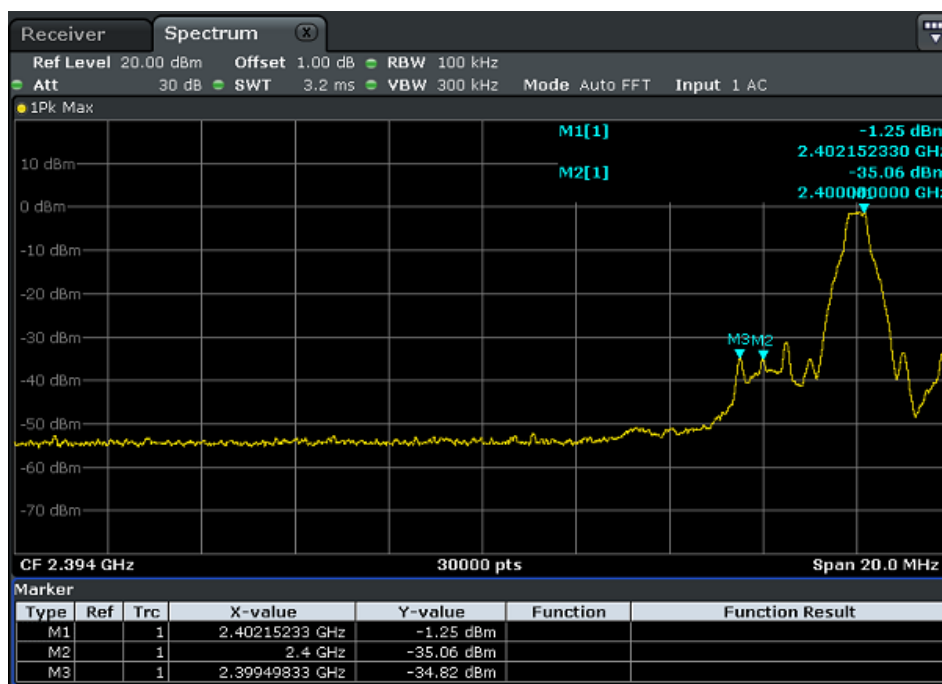 Receiver Spectrum X
Ref Level 20.00 dBm Offset 1.00 dB RBW 100 kHz
Att 30 dB SWT 3.2 ms VBW 300 kHz Mode Auto FFT Input 1 AC
1Pk Max
M1[1] -1.25 dBm
2.402152330 GHz
10 dBm
M2[1] -35.06 dBm
2.400000000 GHz
0 dBm
-10 dBm
-20 dBm
-30 dBm
M3 M2
-40 dBm
-50 dBm
-60 dBm
-70 dBm
CF 2.394 GHz 30000 pts Span 20.0 MHz
Marker
Type Ref Trc X-value Y-value Function Function Result
M1 1 2.40215233 GHz -1.25 dBm
M2 1 2.4 GHz -35.06 dBm
M3 1 2.39949833 GHz -34.82 dBm